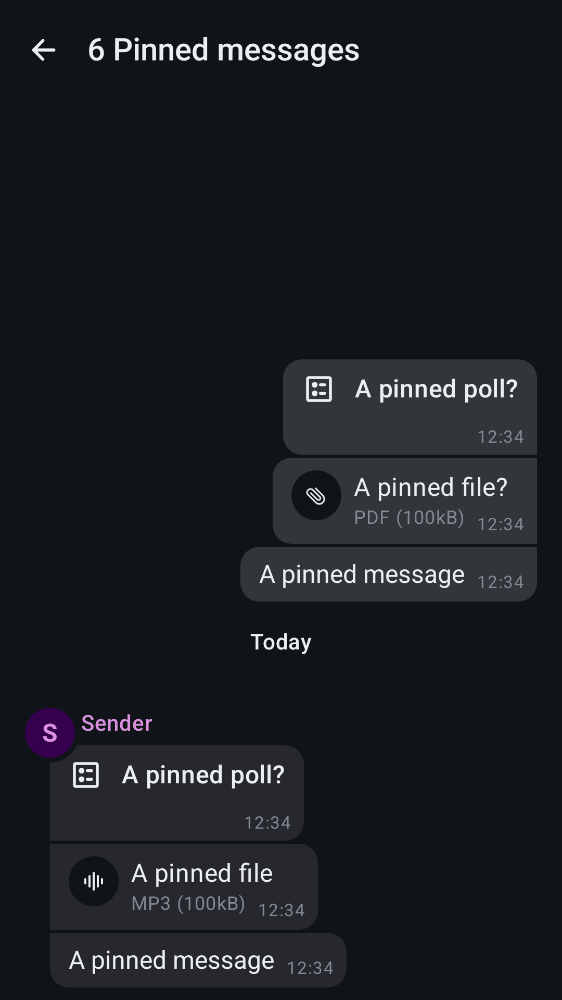 6 Pinned messages
A pinned poll?
12:34
A pinned file?
PDF (100kB) 12:34
A pinned message 12:34
Today
S Sender
A pinned poll?
12:34
A pinned file
MP3 (100kB) 12:34
A pinned message 12:34